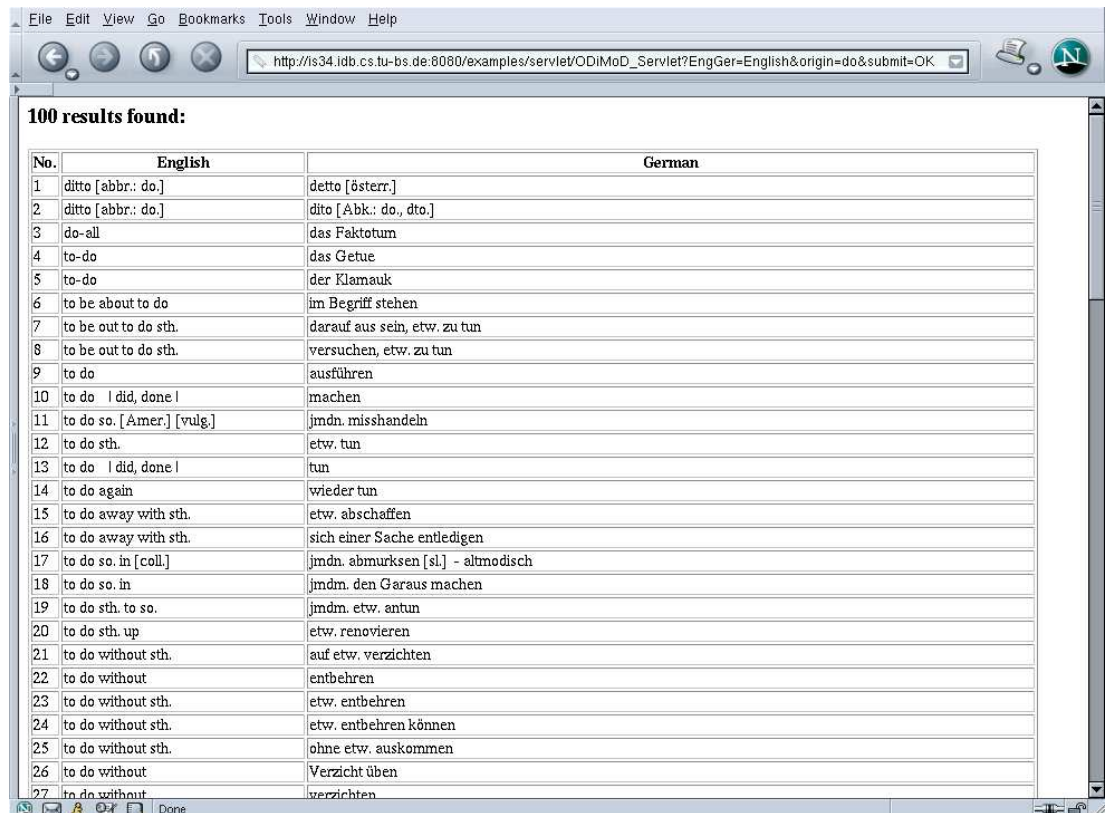 File Edit View Go Bookmarks Tools Window Help
http://is34.idb.cs.tu-bs.de:8080/examples/servlet/ODiMoD_Servlet?EngGer=English&origin=do&submit=OK
N
100 results found:
No. English German
1 ditto [abbr.: do.] detto [österr.]
2 ditto [abbr.: do.] dito [Abk.: do., dto.]
3 do-all das Faktotum
4 to-do das Getue
5 to-do der Klamauk
6 to be about to do im Begriff stehen
7 to be out to do sth. darauf aus sein, etw. zu tun
8 to be out to do sth. versuchen, etw. zu tun
9 to do ausführen
10 to do | did, done | machen
11 to do so. [Amer.] [vulg.] jmdn. misshandeln
12 to do sth. etw. tun
13 to do | did, done | tun
14 to do again wieder tun
15 to do away with sth. etw. abschaffen
16 to do away with sth. sich einer Sache entledigen
17 to do so. in [coll.] jmdn. abmurksen [sl.] - altmodisch
18 to do so. in jmdm. den Garaus machen
19 to do sth. to so. jmdm. etw. antun
20 to do sth. up etw. renovieren
21 to do without sth. auf etw. verzichten
22 to do without entbehren
23 to do without sth. etw. entbehren
24 to do without sth. etw. entbehren können
25 to do without sth. ohne etw. auskommen
26 to do without Verzicht üben
27 to do without verzichten
Done